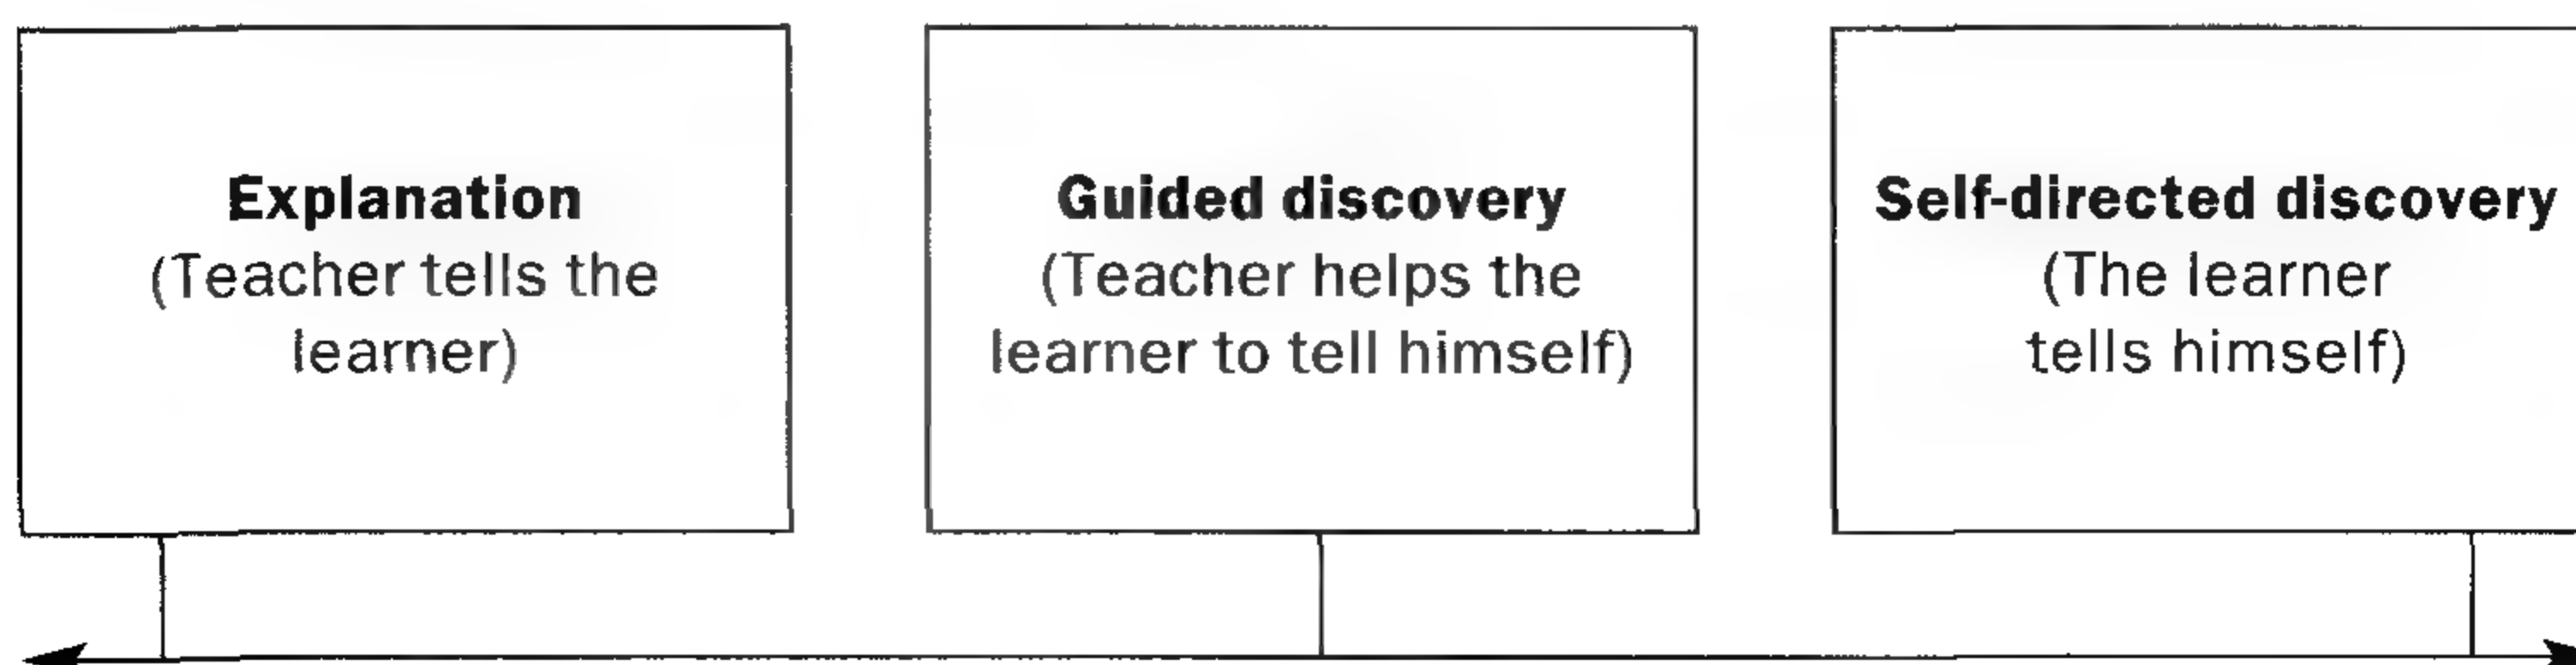 Explanation
(Teacher tells the
learner)
Guided discovery
(Teacher helps the
learner to tell himself)
Self-directed discovery
(The learner
tells himself)